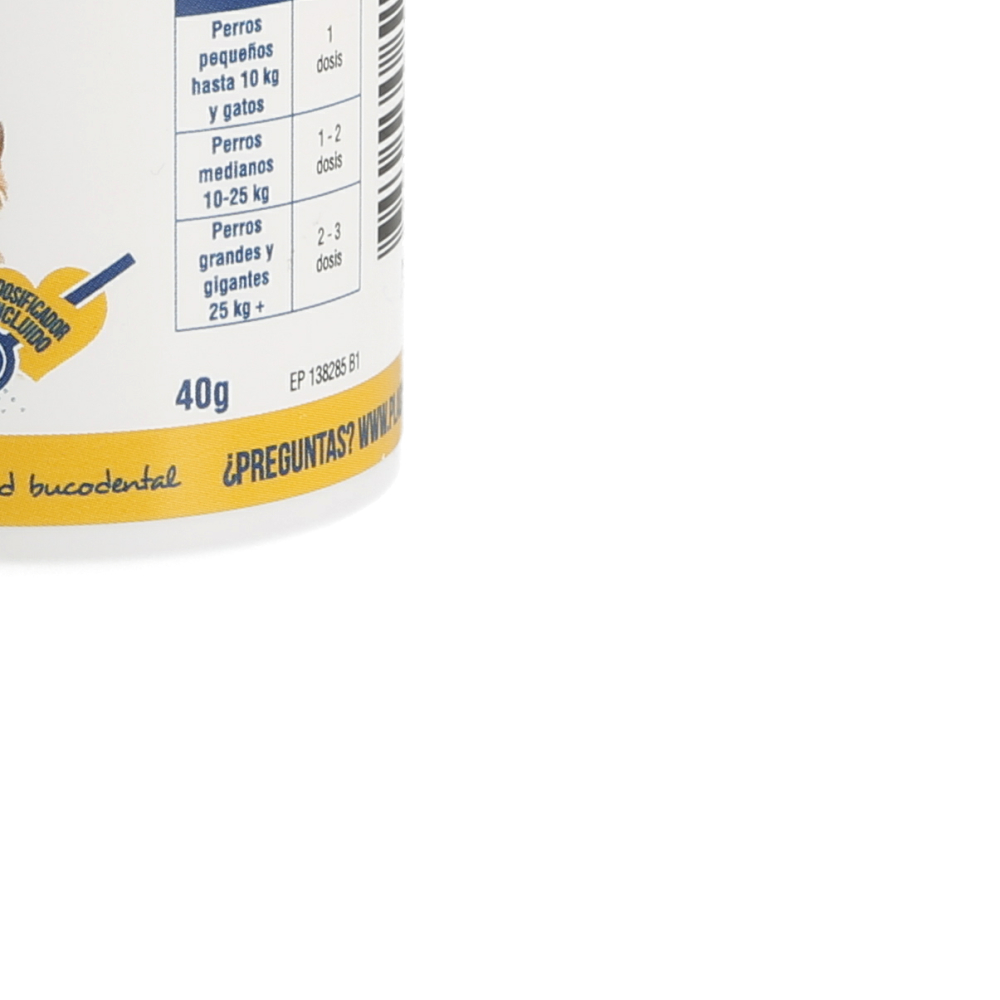 Perros
pequeños
hasta 10 kg
y gatos
1
dosis
Perros
medianos
10-25 kg
1 - 2
dosis
Perros
grandes y
gigantes
25 kg +
2 - 3
dosis
DOSIFICADOR
INCLUIDO
40g
EP 138285 B1
bucodental
¿PREGUNTAS? WWW.